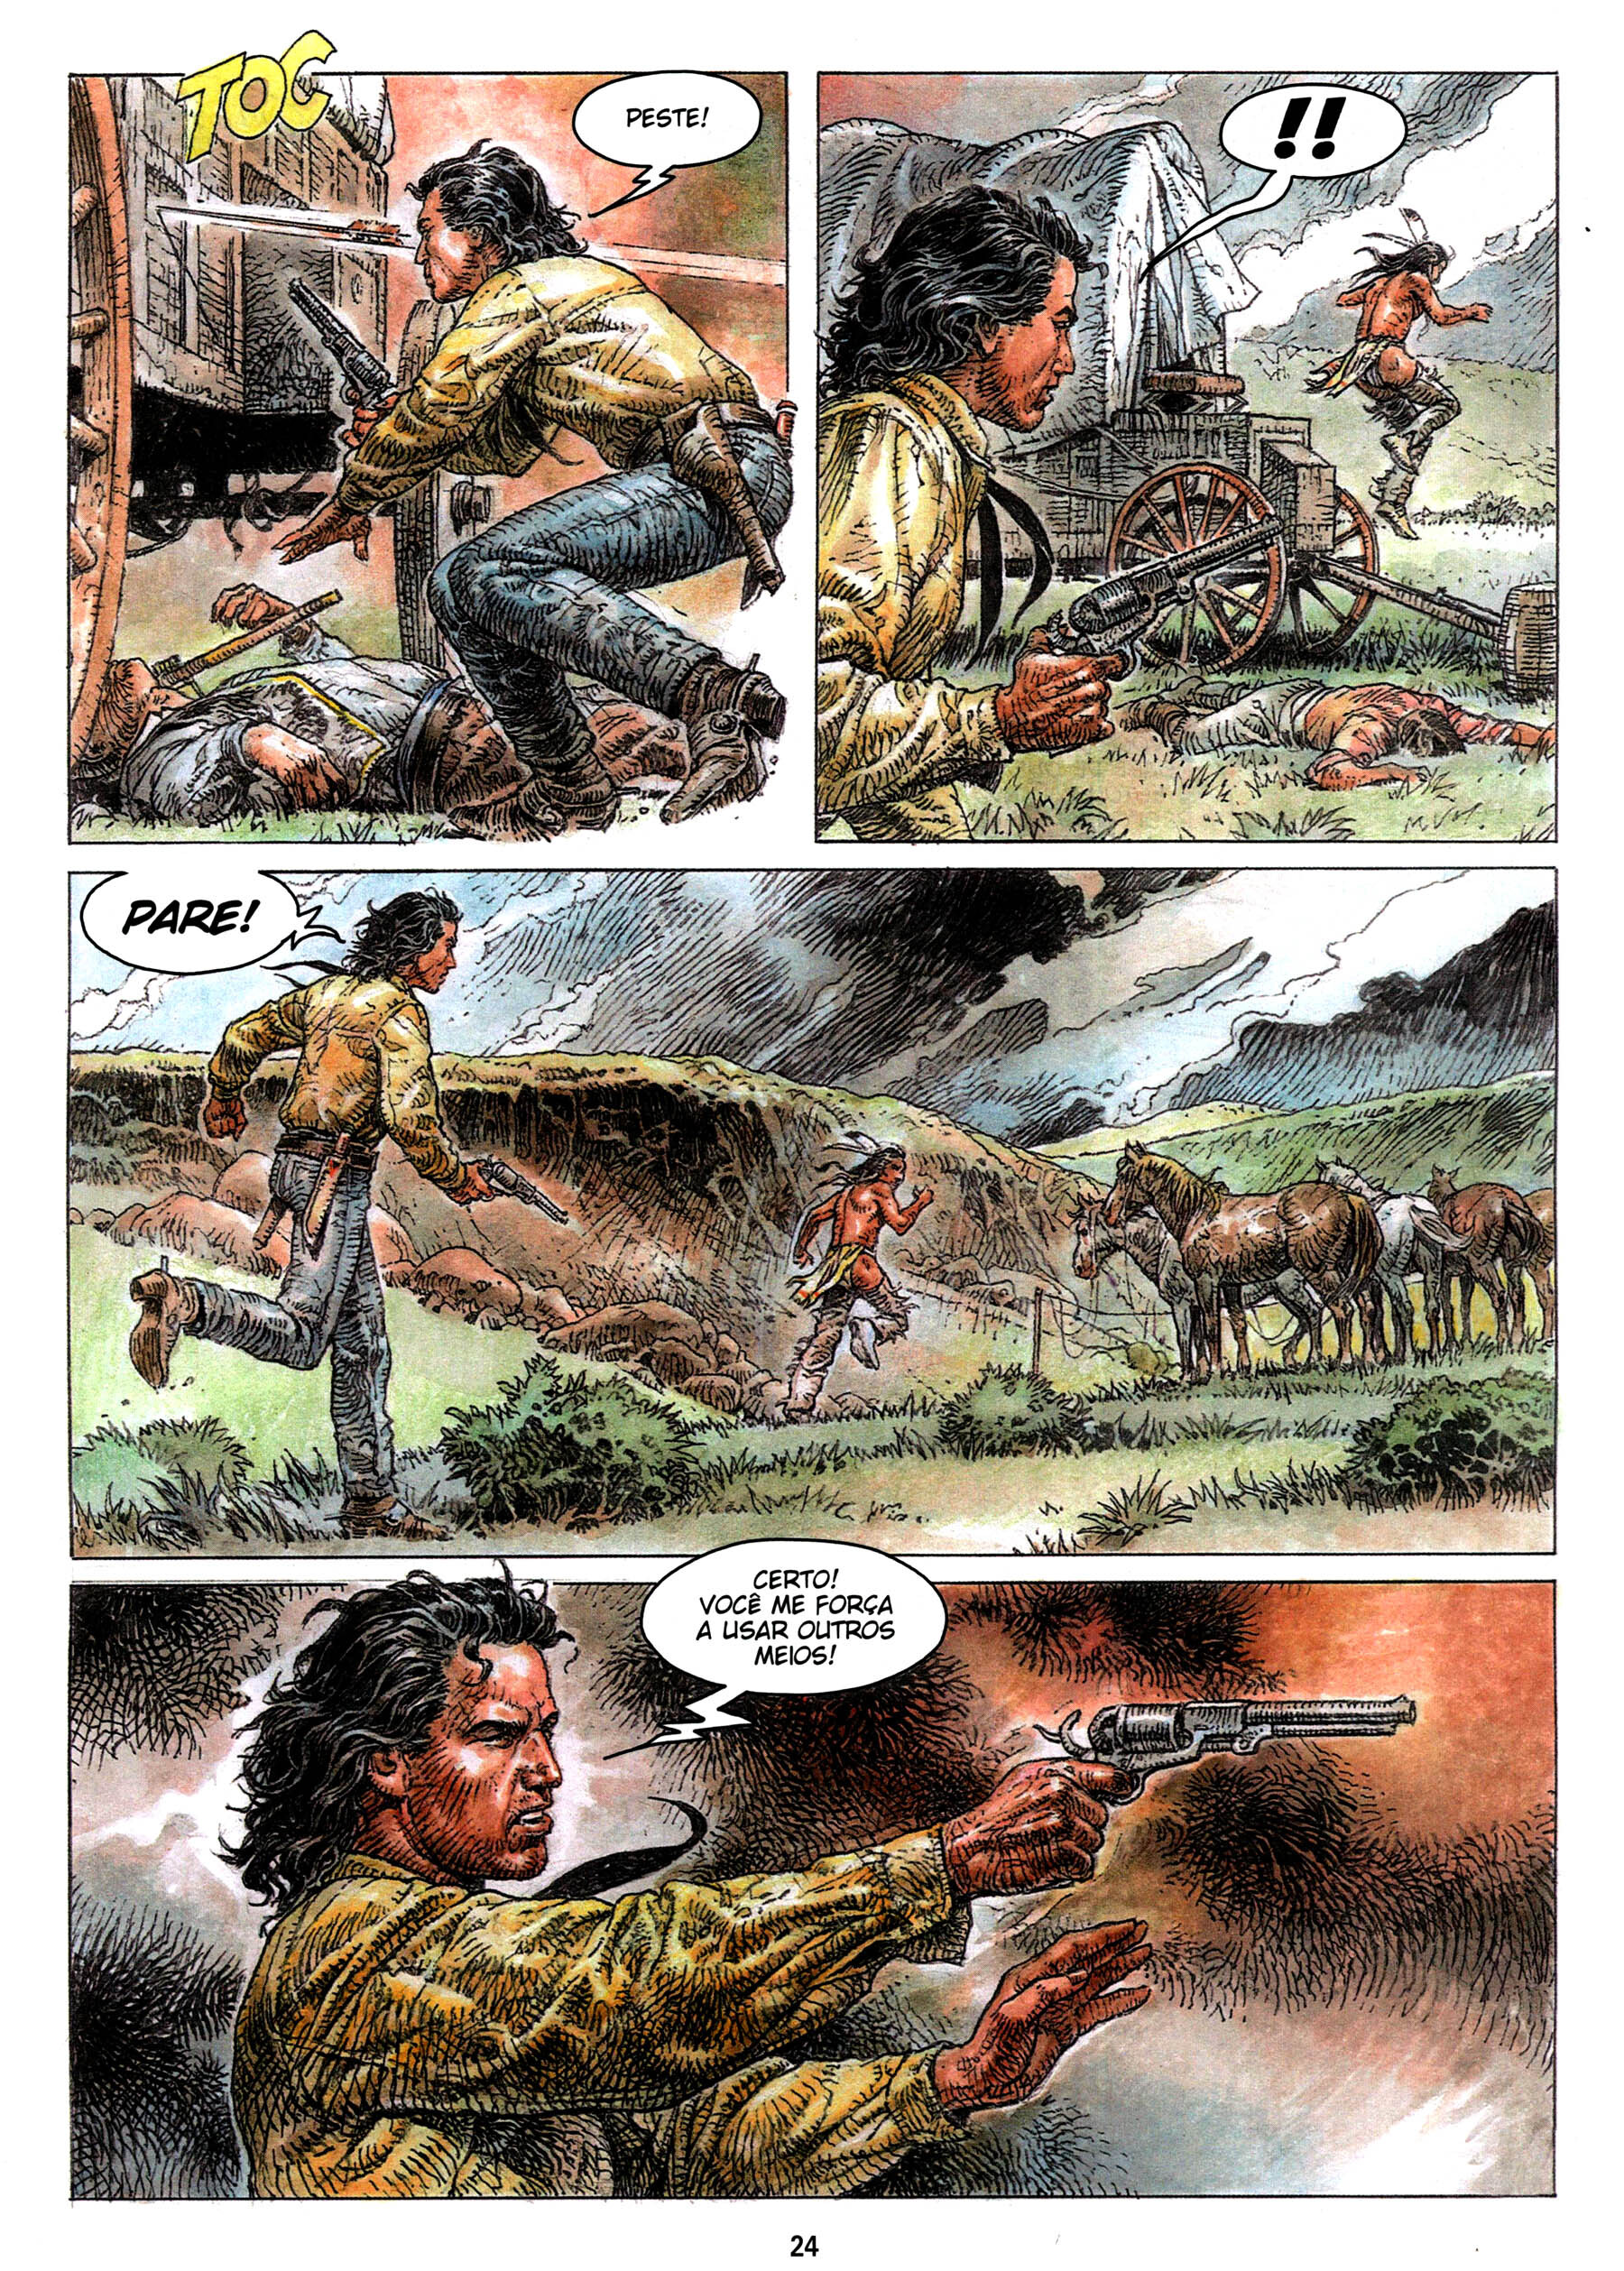 TOC
PESTE!
!!
PARE!
CERTO!
VOCÊ ME FORÇA
A USAR OUTROS
MEIOS!
24